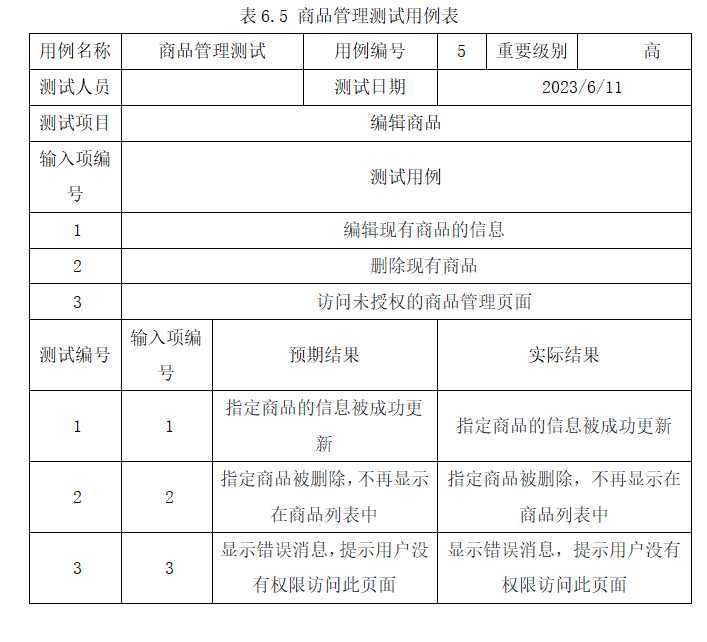 表 6.5 商品管理测试用例表
用例名称 商品管理测试 用例编号 5 重要级别 高
测试人员 测试日期 2023/6/11
测试项目 编辑商品
输入项编
号
测试用例
1 编辑现有商品的信息
2 删除现有商品
3 访问未授权的商品管理页面
测试编号
输入项编
号
预期结果 实际结果
1 1
指定商品的信息被成功更
新
指定商品的信息被成功更新
2 2
指定商品被删除,不再显示
在商品列表中
指定商品被删除，不再显示在
商品列表中
3 3
显示错误消息,提示用户没
有权限访问此页面
显示错误消息，提示用户没有
权限访问此页面